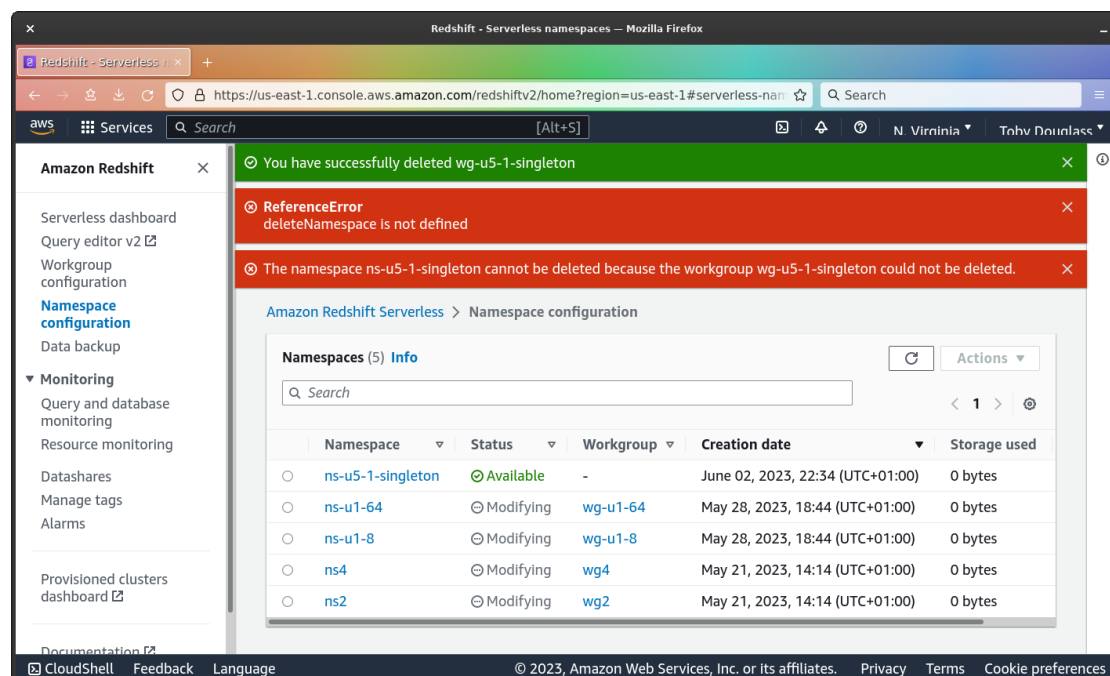 Redshift - Serverless namespaces — Mozilla Firefox
Redshift - Serverless n
https://us-east-1.console.aws.amazon.com/redshiftv2/home?region=us-east-1#serverless-nam
Search
aws
Services
Search
[Alt+S]
N. Virginia
Toby Douglass
Amazon Redshift
Serverless dashboard
Query editor v2
Workgroup
configuration
Namespace
configuration
Data backup
Monitoring
Query and database
monitoring
Resource monitoring
Datashares
Manage tags
Alarms
Provisioned clusters
dashboard
Documentation
You have successfully deleted wg-u5-1-singleton
ReferenceError
deleteNamespace is not defined
The namespace ns-u5-1-singleton cannot be deleted because the workgroup wg-u5-1-singleton could not be deleted.
Amazon Redshift Serverless > Namespace configuration
Namespaces (5) Info
Actions
Search
< 1 >
Namespace Status Workgroup Creation date Storage used
ns-u5-1-singleton Available - June 02, 2023, 22:34 (UTC+01:00) 0 bytes
ns-u1-64 Modifying wg-u1-64 May 28, 2023, 18:44 (UTC+01:00) 0 bytes
ns-u1-8 Modifying wg-u1-8 May 28, 2023, 18:44 (UTC+01:00) 0 bytes
ns4 Modifying wg4 May 21, 2023, 14:14 (UTC+01:00) 0 bytes
ns2 Modifying wg2 May 21, 2023, 14:14 (UTC+01:00) 0 bytes
CloudShell Feedback Language © 2023, Amazon Web Services, Inc. or its affiliates. Privacy Terms Cookie preferences